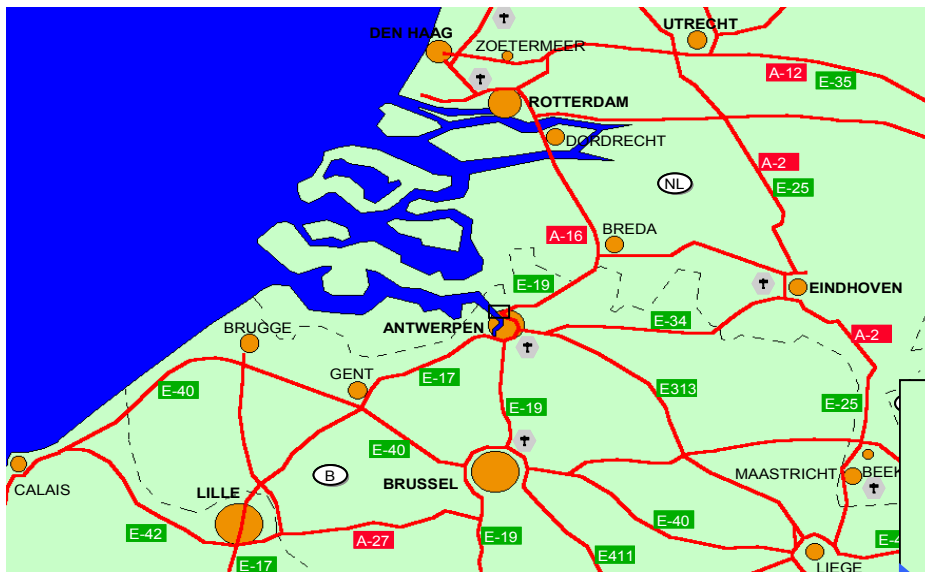 UTRECHT
DEN HAAG
ZOETERMEER
A-12
E-35
ROTTERDAM
DORDRECHT
A-2
NL
E-25
BREDA
A-16
E-19
EINDHOVEN
E-34
BRUGGE
ANTWERPEN
A-2
GENT
E-17
E-40
E313
E-19
E-25
E-40
B
BRUSSEL
MAASTRICHT
BEEK
CALAIS
LILLE
E-42
A-27
E-19
E-40
E-17
E411
LIEGE